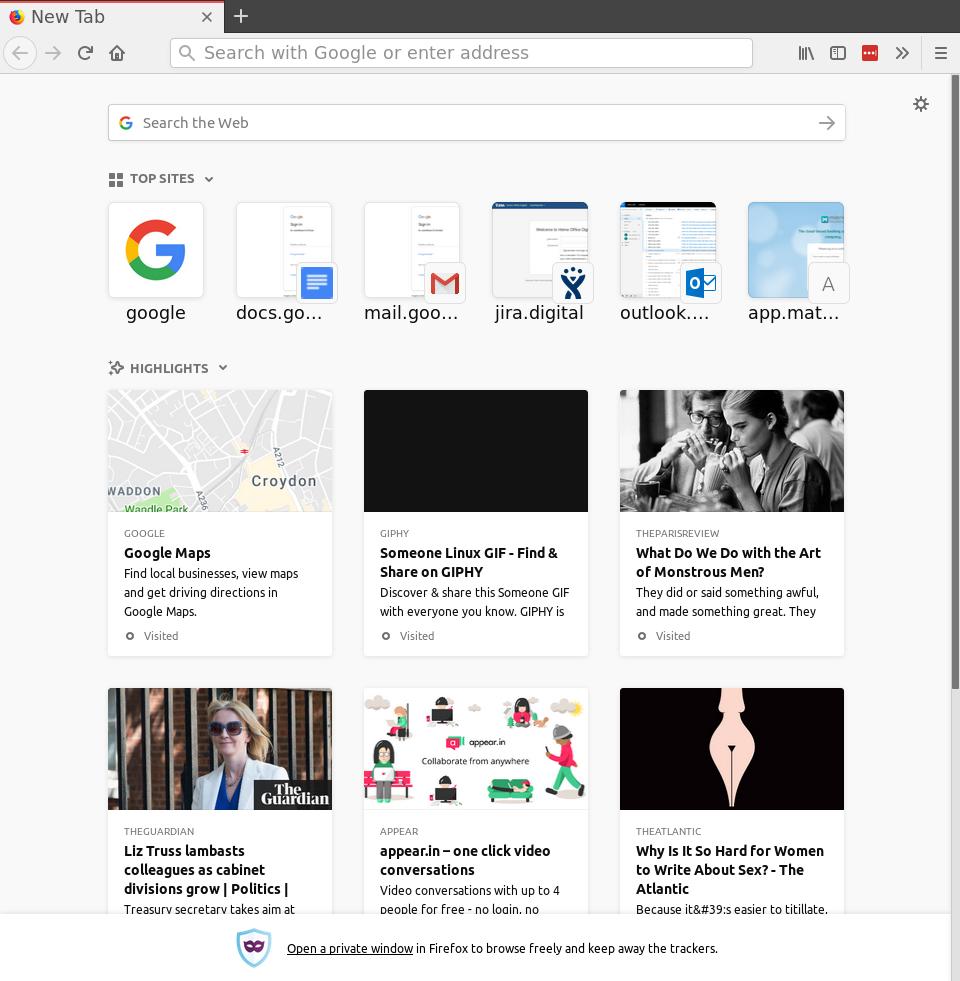 New Tab
Search with Google or enter address
Search the Web
TOP SITES
google
docs.go...
mail.goo...
jira.digital
outlook....
app.mat...
A
HIGHLIGHTS
A212
Croydon
WADDON
A236
Wandle Park
GOOGLE
Google Maps
Find local businesses, view maps
and get driving directions in
Google Maps.
Visited
GIPHY
Someone Linux GIF - Find &
Share on GIPHY
Discover & share this Someone GIF
with everyone you know. GIPHY is
Visited
THEPARISREVIEW
What Do We Do with the Art
of Monstrous Men?
They did or said something awful,
and made something great. They
Visited
The
Guardian
THEGUARDIAN
Liz Truss lambasts
colleagues as cabinet
divisions grow | Politics |
Treasury secretary takes aim at
appear.in
Collaborate from anywhere
APPEAR
appear.in – one click video
conversations
Video conversations with up to 4
people for free - no login, no
THEATLANTIC
Why Is It So Hard for Women
to Write About Sex? - The
Atlantic
Because it&#39;s easier to titillate,
Open a private window in Firefox to browse freely and keep away the trackers.